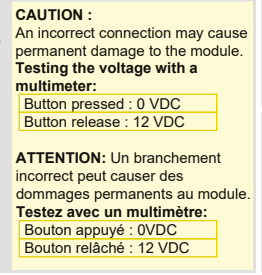 CAUTION :
An incorrect connection may cause
permanent damage to the module.
Testing the voltage with a
multimeter:
Button pressed : 0 VDC
Button release : 12 VDC
ATTENTION: Un branchement
incorrect peut causer des
dommages permanents au module.
Testez avec un multimètre:
Bouton appuyé : 0VDC
Bouton relâché : 12 VDC